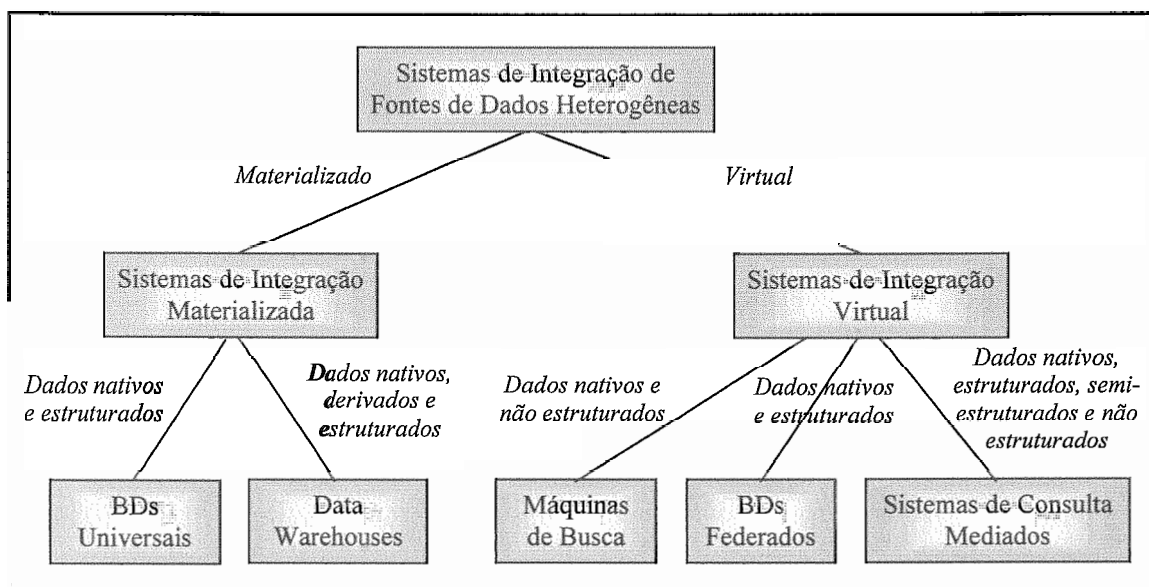 Sistemas de Integração de
Fontes de Dados Heterogêneas
Materializado
Virtual
Sistemas de Integração
Materializada
Sistemas de Integração
Virtual
Dados nativos
e estruturados
Dados nativos,
derivados e
estruturados
Dados nativos e
não estruturados
Dados nativos
e estruturados
Dados nativos,
estruturados, semi-
estruturados e não
estruturados
BDs
Universais
Data
Warehouses
Máquinas
de Busca
BDs
Federados
Sistemas de Consulta
Mediados